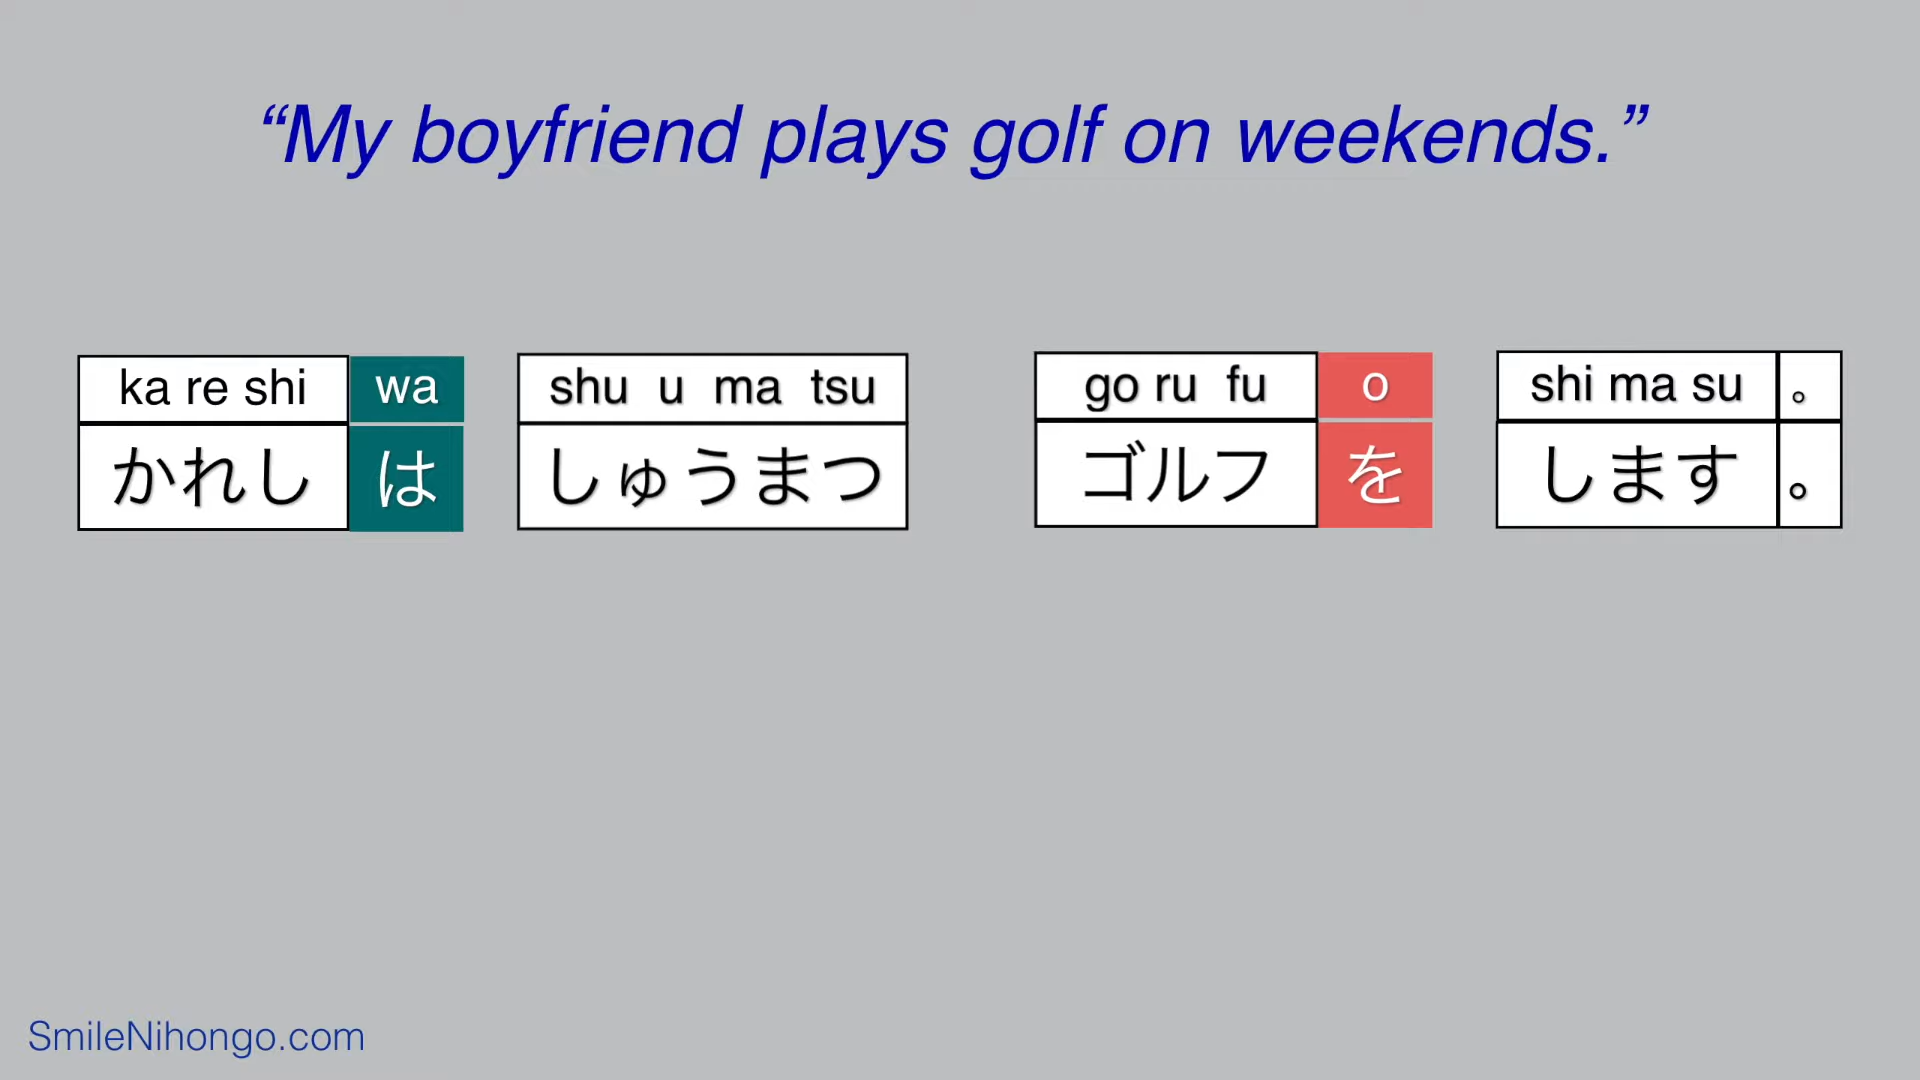 “My boyfriend plays golf on weekends.”
ka re shi wa shu u ma tsu go ru fu o shi ma su 。
かれし は しゅうまつ ゴルフ を します 。
SmileNihongo.com